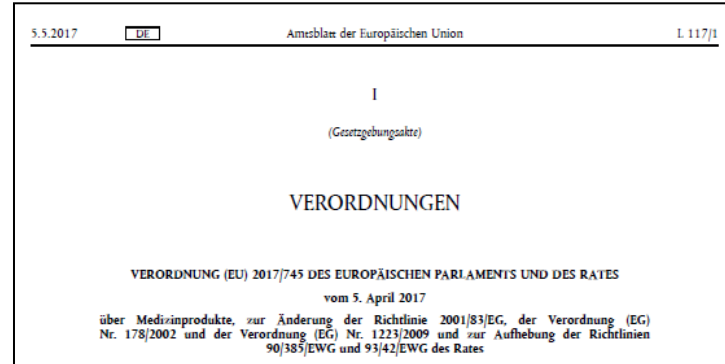 5.5.2017 DE Amtsblatt der Europäischen Union L 117/1
I
(Gesetzgebungsakte)
VERORDNUNGEN
VERORDNUNG (EU) 2017/745 DES EUROPÄISCHEN PARLAMENTS UND DES RATES
vom 5. April 2017
über Medizinprodukte, zur Änderung der Richtlinie 2001/83/EG, der Verordnung (EG)
Nr. 178/2002 und der Verordnung (EG) Nr. 1223/2009 und zur Aufhebung der Richtlinien
90/385/EWG und 93/42/EWG des Rates